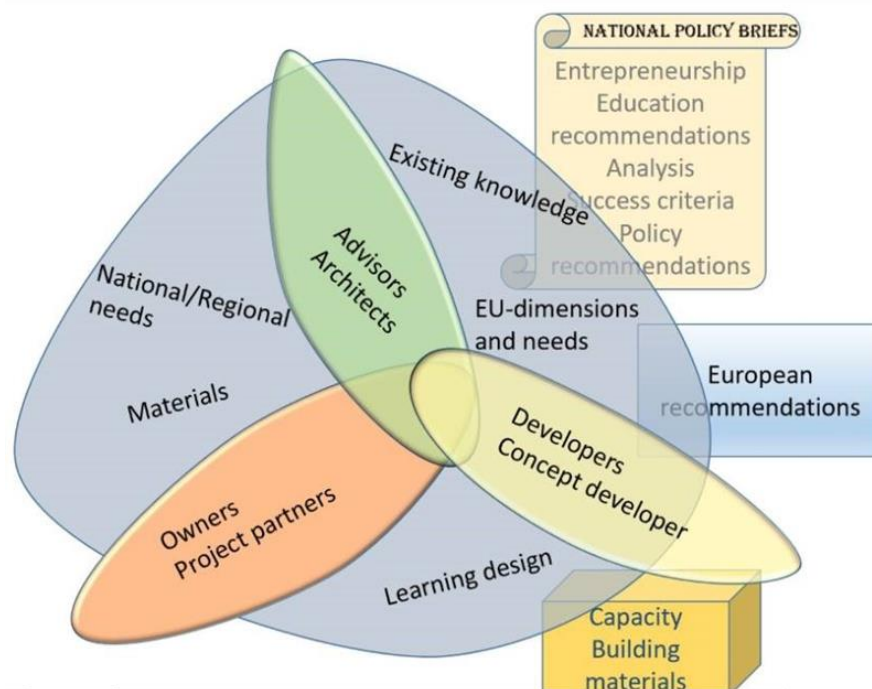 NATIONAL POLICY BRIEFS
Entrepreneurship
Education
recommendations
Analysis
Success criteria
Policy
recommendations
Existing knowledge
Advisors
Architects
National/Regional
needs
EU-dimensions
and needs
European
recommendations
Materials
Developers
Concept developer
Owners
Project partners
Learning design
Capacity
Building
materials